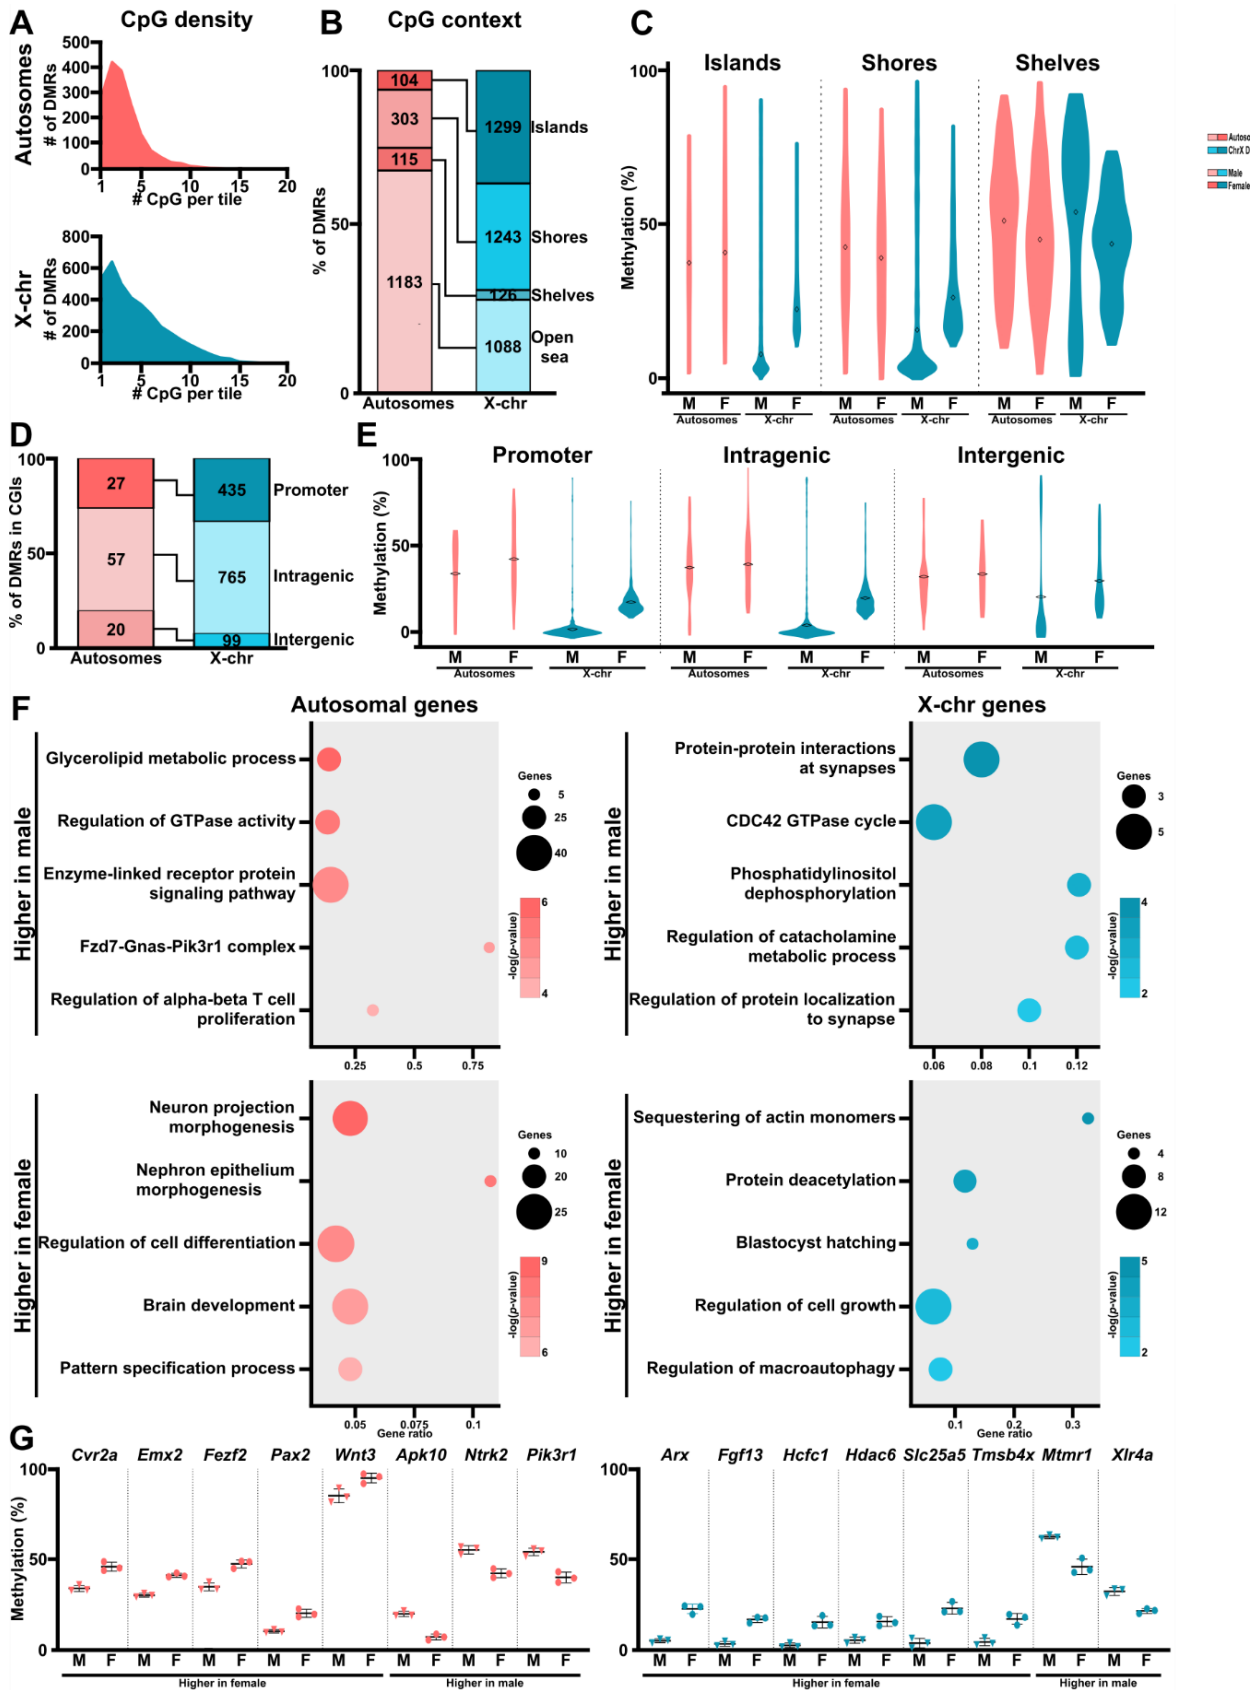 A
CpG density
Autosomes
# of DMRs
500
400
300
200
100
0
1
5
10
15
20
# CpG per tile
X-chr
# of DMRs
800
600
400
200
0
1
5
10
15
20
# CpG per tile
B
CpG context
% of DMRs
100
50
0
104
303
115
1183
1299
1243
126
1088
Islands
Shores
Shelves
Open
sea
Autosomes
X-chr
C
Islands
Shores
Shelves
Methylation (%)
100
50
0
M F M F M F M F M F M F
Autosomes X-chr Autosomes X-chr Autosomes X-chr
Autoso
ChrX D
Male
Female
D
% of DMRs in CGIs
100
50
0
27
57
20
435
765
99
Promoter
Intragenic
Intergenic
Autosomes
X-chr
E
Promoter
Intragenic
Intergenic
Methylation (%)
100
50
0
M F M F M F M F M F M F
Autosomes X-chr Autosomes X-chr Autosomes X-chr
F
Autosomal genes
Higher in male
Glycerolipid metabolic process
Regulation of GTPase activity
Enzyme-linked receptor protein
signaling pathway
Fzd7-Gnas-Pik3r1 complex
Regulation of alpha-beta T cell
proliferation
0.25 0.5 0.75
Genes
5
25
40
6
-log(p-value)
4
X-chr genes
Higher in male
Protein-protein interactions
at synapses
CDC42 GTPase cycle
Phosphatidylinositol
dephosphorylation
Regulation of catacholamine
metabolic process
Regulation of protein localization
to synapse
0.06 0.08 0.1 0.12
Genes
3
5
4
-log(p-value)
2
Higher in female
Neuron projection
morphogenesis
Nephron epithelium
morphogenesis
Regulation of cell differentiation
Brain development
Pattern specification process
0.05 0.075 0.1
Gene ratio
Genes
10
20
25
9
-log(p-value)
6
Higher in female
Sequestering of actin monomers
Protein deacetylation
Blastocyst hatching
Regulation of cell growth
Regulation of macroautophagy
0.1 0.2 0.3
Gene ratio
Genes
4
8
12
5
-log(p-value)
2
G
Cvr2a Emx2 Fezf2 Pax2 Wnt3 Apk10 Ntrk2 Pik3r1
Methylation (%)
100
50
0
M F M F M F M F M F M F M F M F
Higher in female
Higher in male
Arx Fgf13 Hcfc1 Hdac6 Slc25a5 Tmsb4x Mtmr1 Xlr4a
100
50
0
M F M F M F M F M F M F M F M F
Higher in female
Higher in male